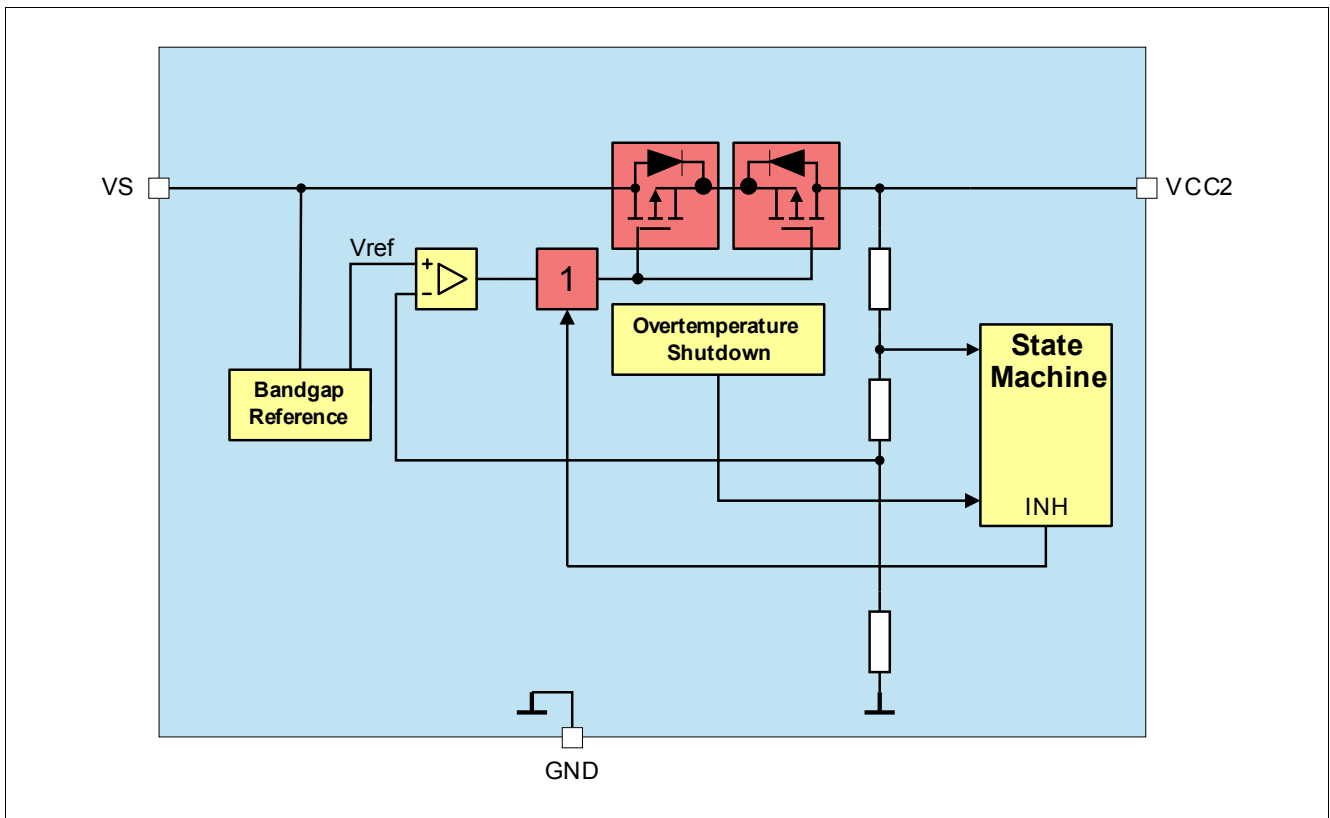 VS
VCC2
Vref
+
-
1
Overtemperature
Shutdown
State
Machine
Bandgap
Reference
INH
GND